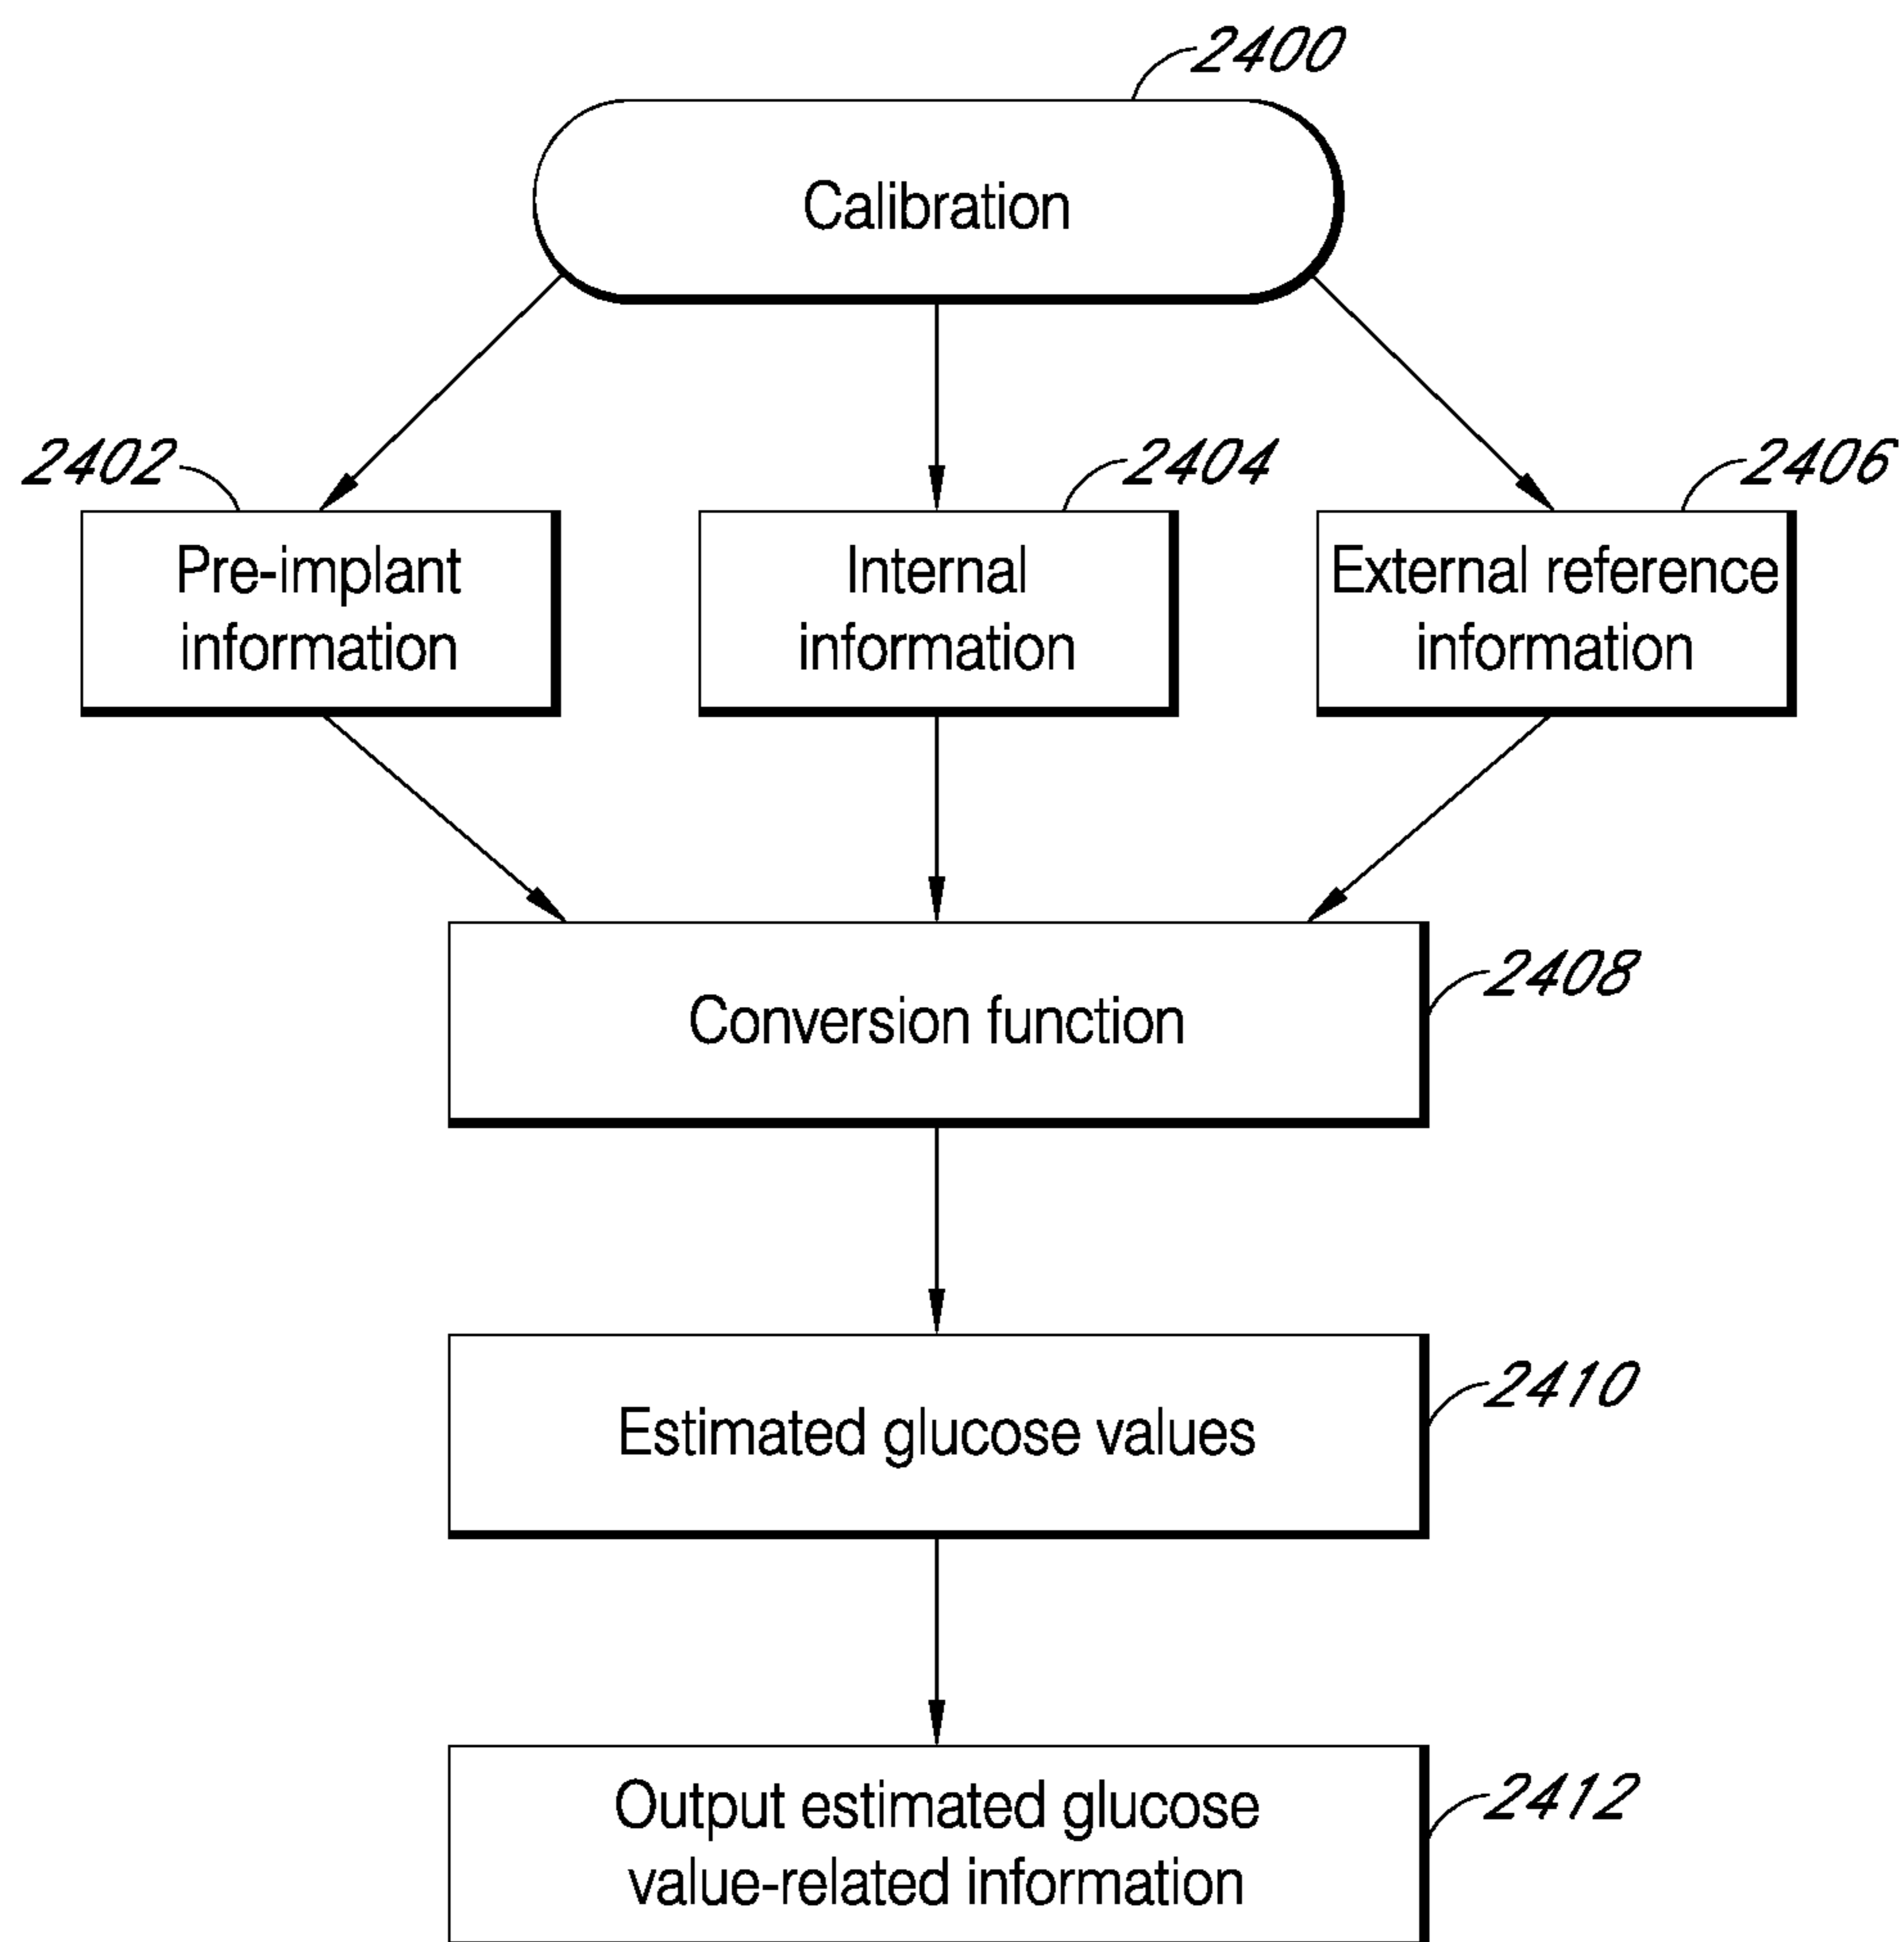 2400
Calibration
2402
2404
2406
Pre-implant
information
Internal
information
External reference
information
2408
Conversion function
2410
Estimated glucose values
2412
Output estimated glucose
value-related information